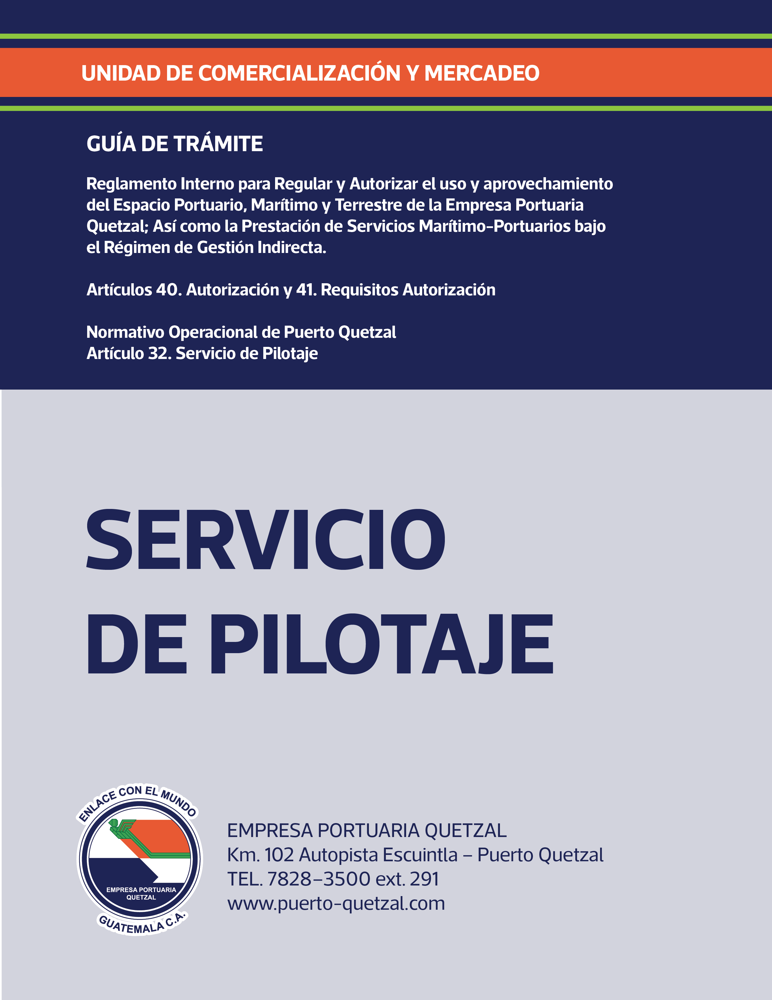 UNIDAD DE COMERCIALIZACIÓN Y MERCADEO
GUÍA DE TRÁMITE
Reglamento Interno para Regular y Autorizar el uso y aprovechamiento
del Espacio Portuario, Marítimo y Terrestre de la Empresa Portuaria
Quetzal; Así como la Prestación de Servicios Marítimo-Portuarios bajo
el Régimen de Gestión Indirecta.
Artículos 40. Autorización y 41. Requisitos Autorización
Normativo Operacional de Puerto Quetzal
Artículo 32. Servicio de Pilotaje
SERVICIO
DE PILOTAJE
ENLACE CON EL MUNDO
EMPRESA PORTUARIA
QUETZAL
GUATEMALA C.A.
EMPRESA PORTUARIA QUETZAL
Km. 102 Autopista Escuintla – Puerto Quetzal
TEL. 7828–3500 ext. 291
www.puerto-quetzal.com